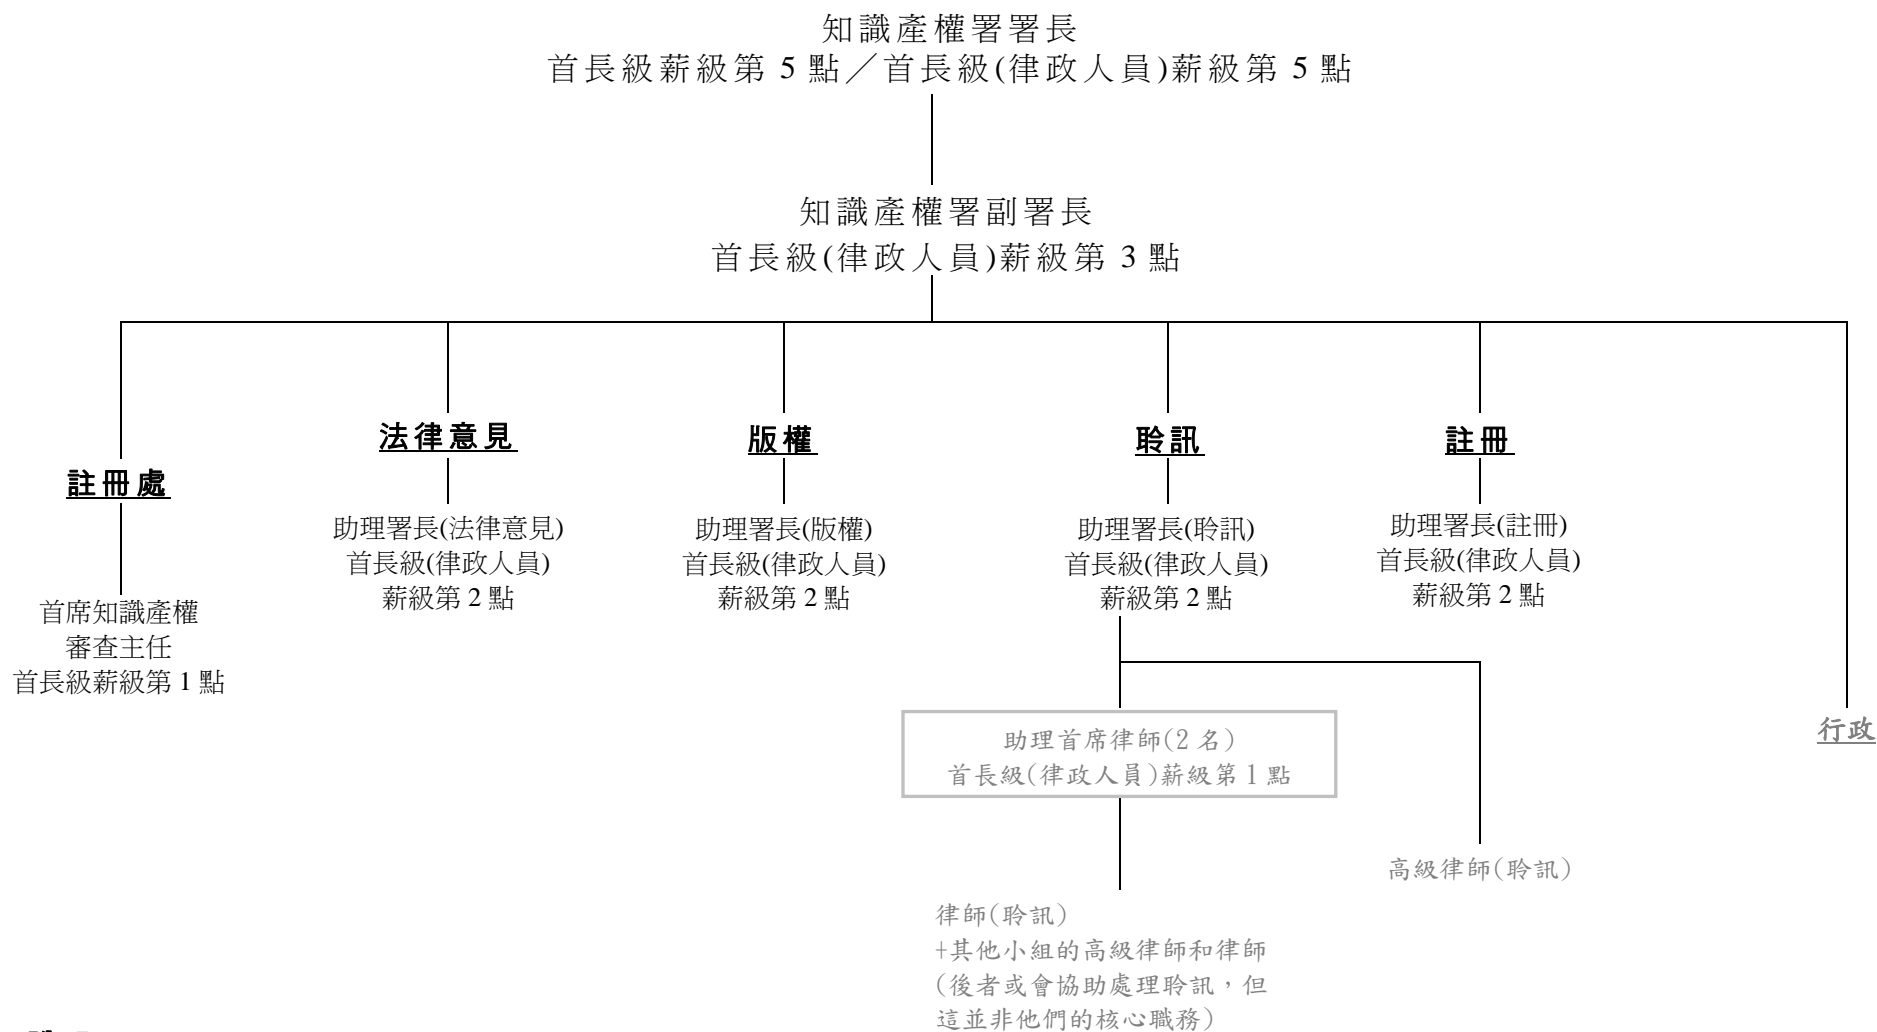 知識產權署署長
首長級薪級第 5 點／首長級(律政人員)薪級第 5 點
知識產權署副署長
首長級(律政人員)薪級第 3 點
註冊處
首席知識產權
審查主任
首長級薪級第 1 點
法律意見
助理署長(法律意見)
首長級(律政人員)
薪級第 2 點
版權
助理署長(版權)
首長級(律政人員)
薪級第 2 點
聆訊
助理署長(聆訊)
首長級(律政人員)
薪級第 2 點
註冊
助理署長(註冊)
首長級(律政人員)
薪級第 2 點
助理首席律師(2 名)
首長級(律政人員)薪級第 1 點
律師(聆訊)
+其他小組的高級律師和律師
(後者或會協助處理聆訊，但
這並非他們的核心職務)
高級律師(聆訊)
行政